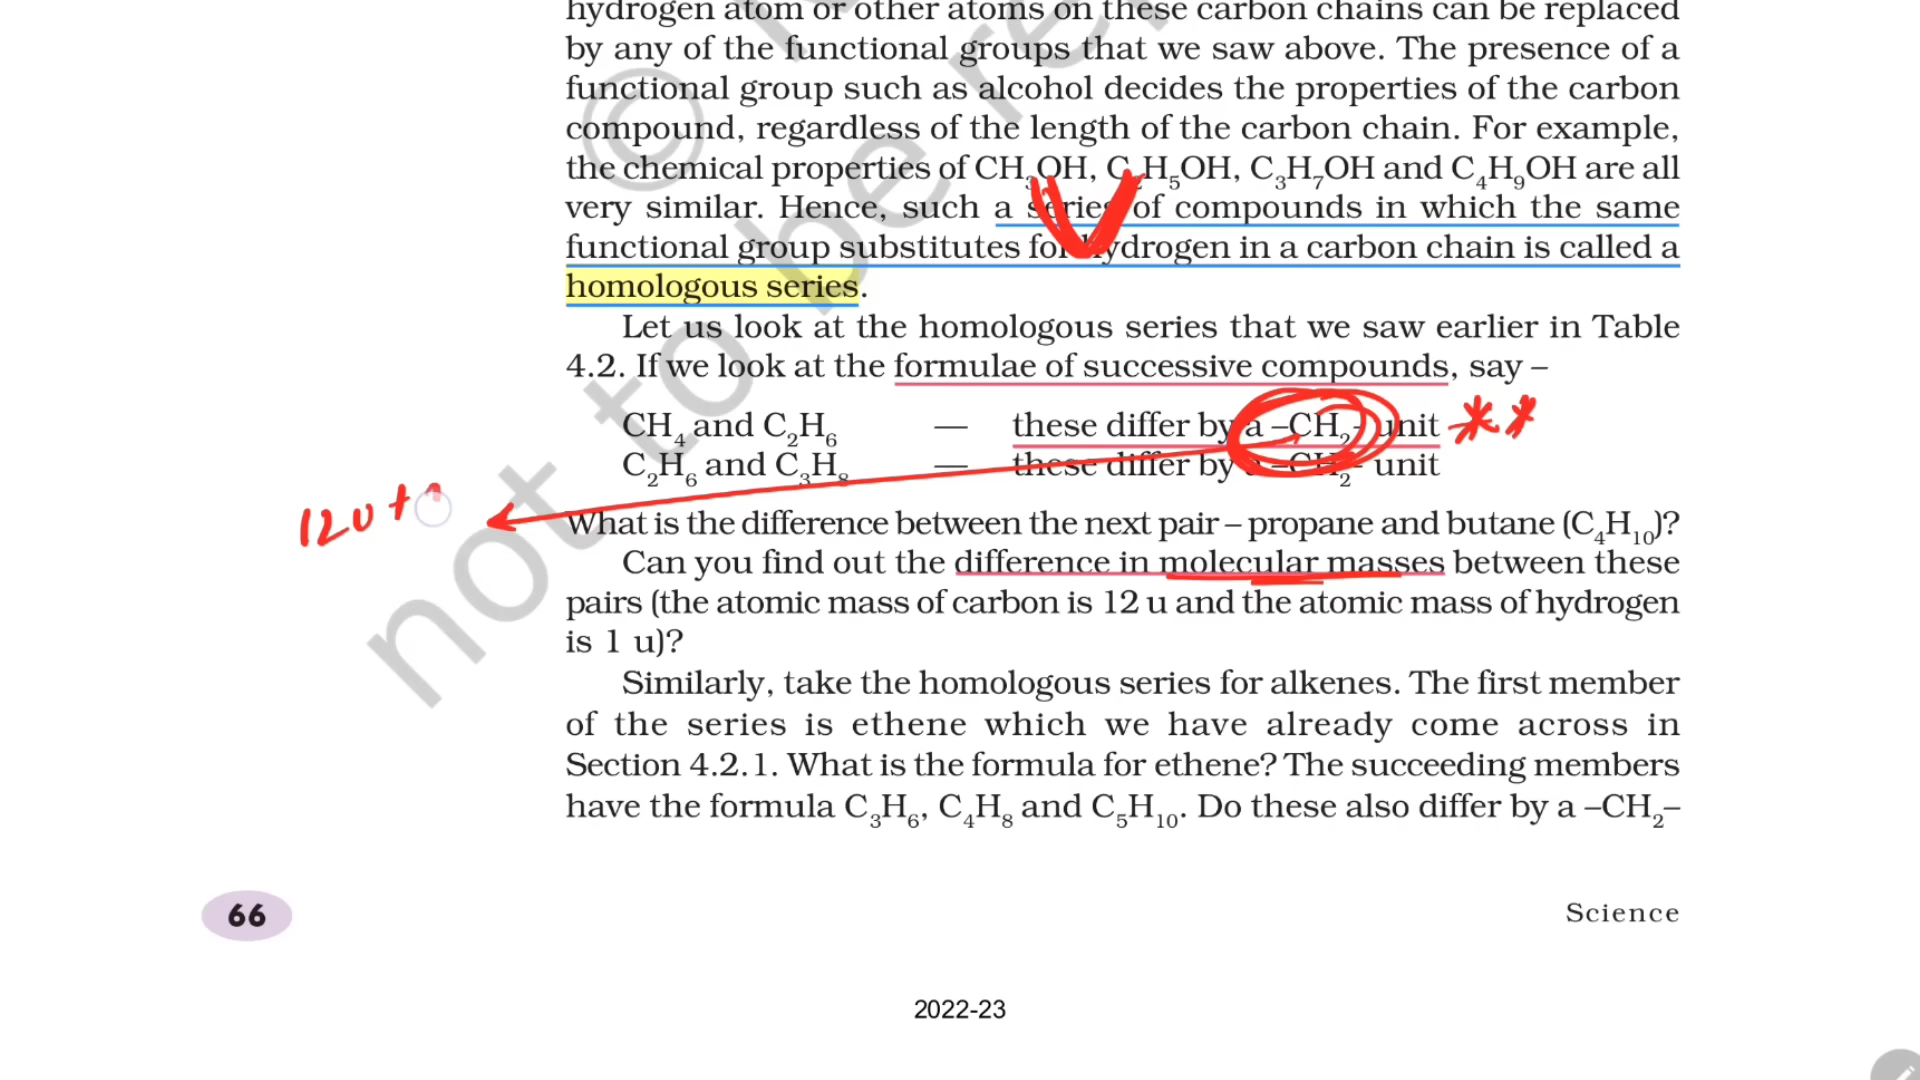 hydrogen atom or other atoms on these carbon chains can be replaced
by any of the functional groups that we saw above. The presence of a
functional group such as alcohol decides the properties of the carbon
compound, regardless of the length of the carbon chain. For example,
the chemical properties of CH₃OH, C₂H₅OH, C₃H₇OH and C₄H₉OH are all
very similar. Hence, such a series of compounds in which the same
functional group substitutes for hydrogen in a carbon chain is called a
homologous series.
Let us look at the homologous series that we saw earlier in Table
4.2. If we look at the formulae of successive compounds, say –
CH₄ and C₂H₆ — these differ by a –CH₂– unit
C₂H₆ and C₃H₈ — these differ by a –CH₂– unit
12u +
What is the difference between the next pair – propane and butane (C₄H₁₀)?
Can you find out the difference in molecular masses between these
pairs (the atomic mass of carbon is 12 u and the atomic mass of hydrogen
is 1 u)?
Similarly, take the homologous series for alkenes. The first member
of the series is ethene which we have already come across in
Section 4.2.1. What is the formula for ethene? The succeeding members
have the formula C₃H₆, C₄H₈ and C₅H₁₀. Do these also differ by a –CH₂–
66
Science
2022-23
© 
not to be re